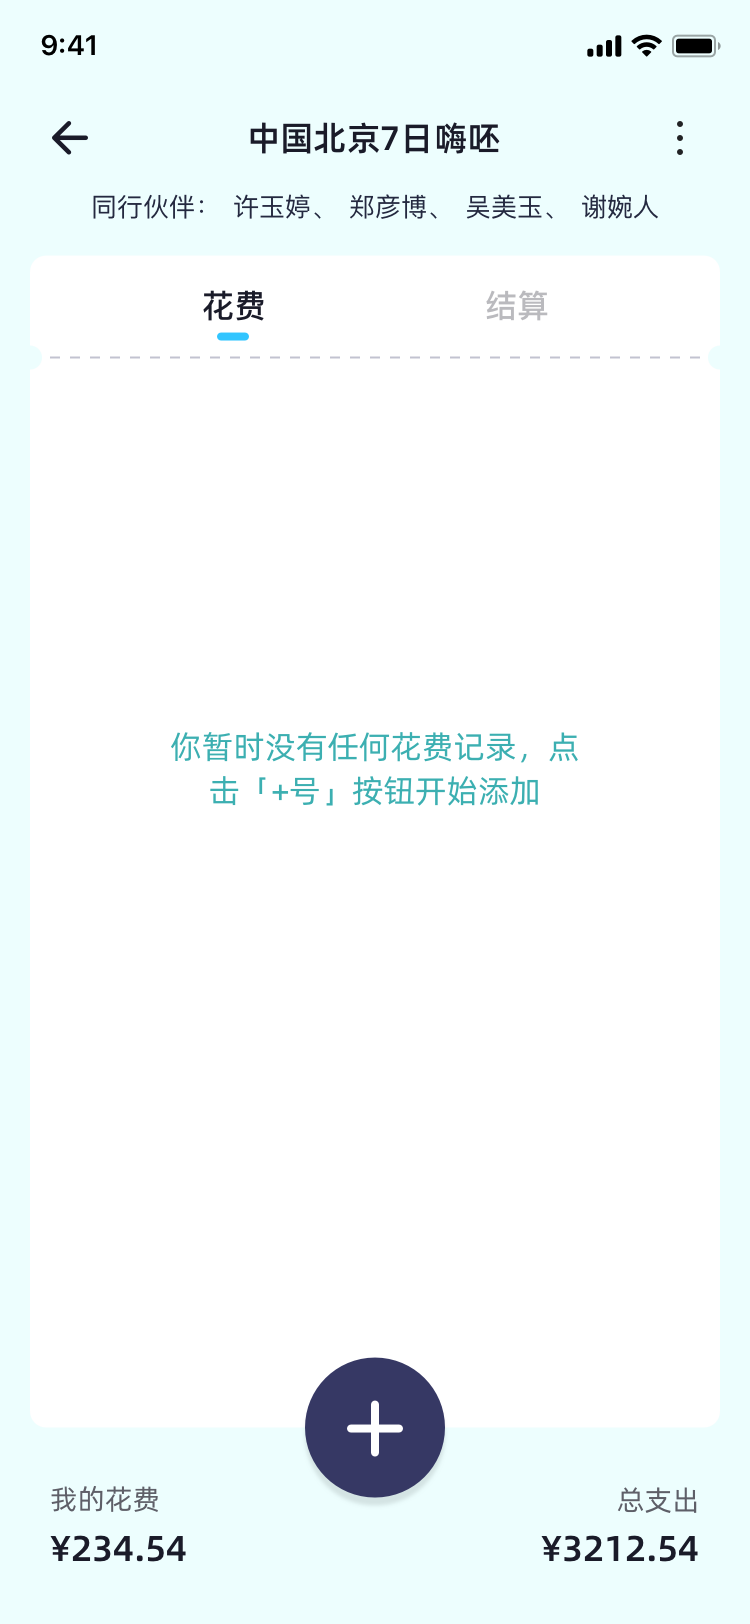 9:41
中国北京7日嗨呸
同行伙伴： 许玉婷、 郑彦博、 吴美玉、 谢婉人
花费 结算
你暂时没有任何花费记录，点
击「+号」按钮开始添加
我的花费 总支出
¥234.54 ¥3212.54